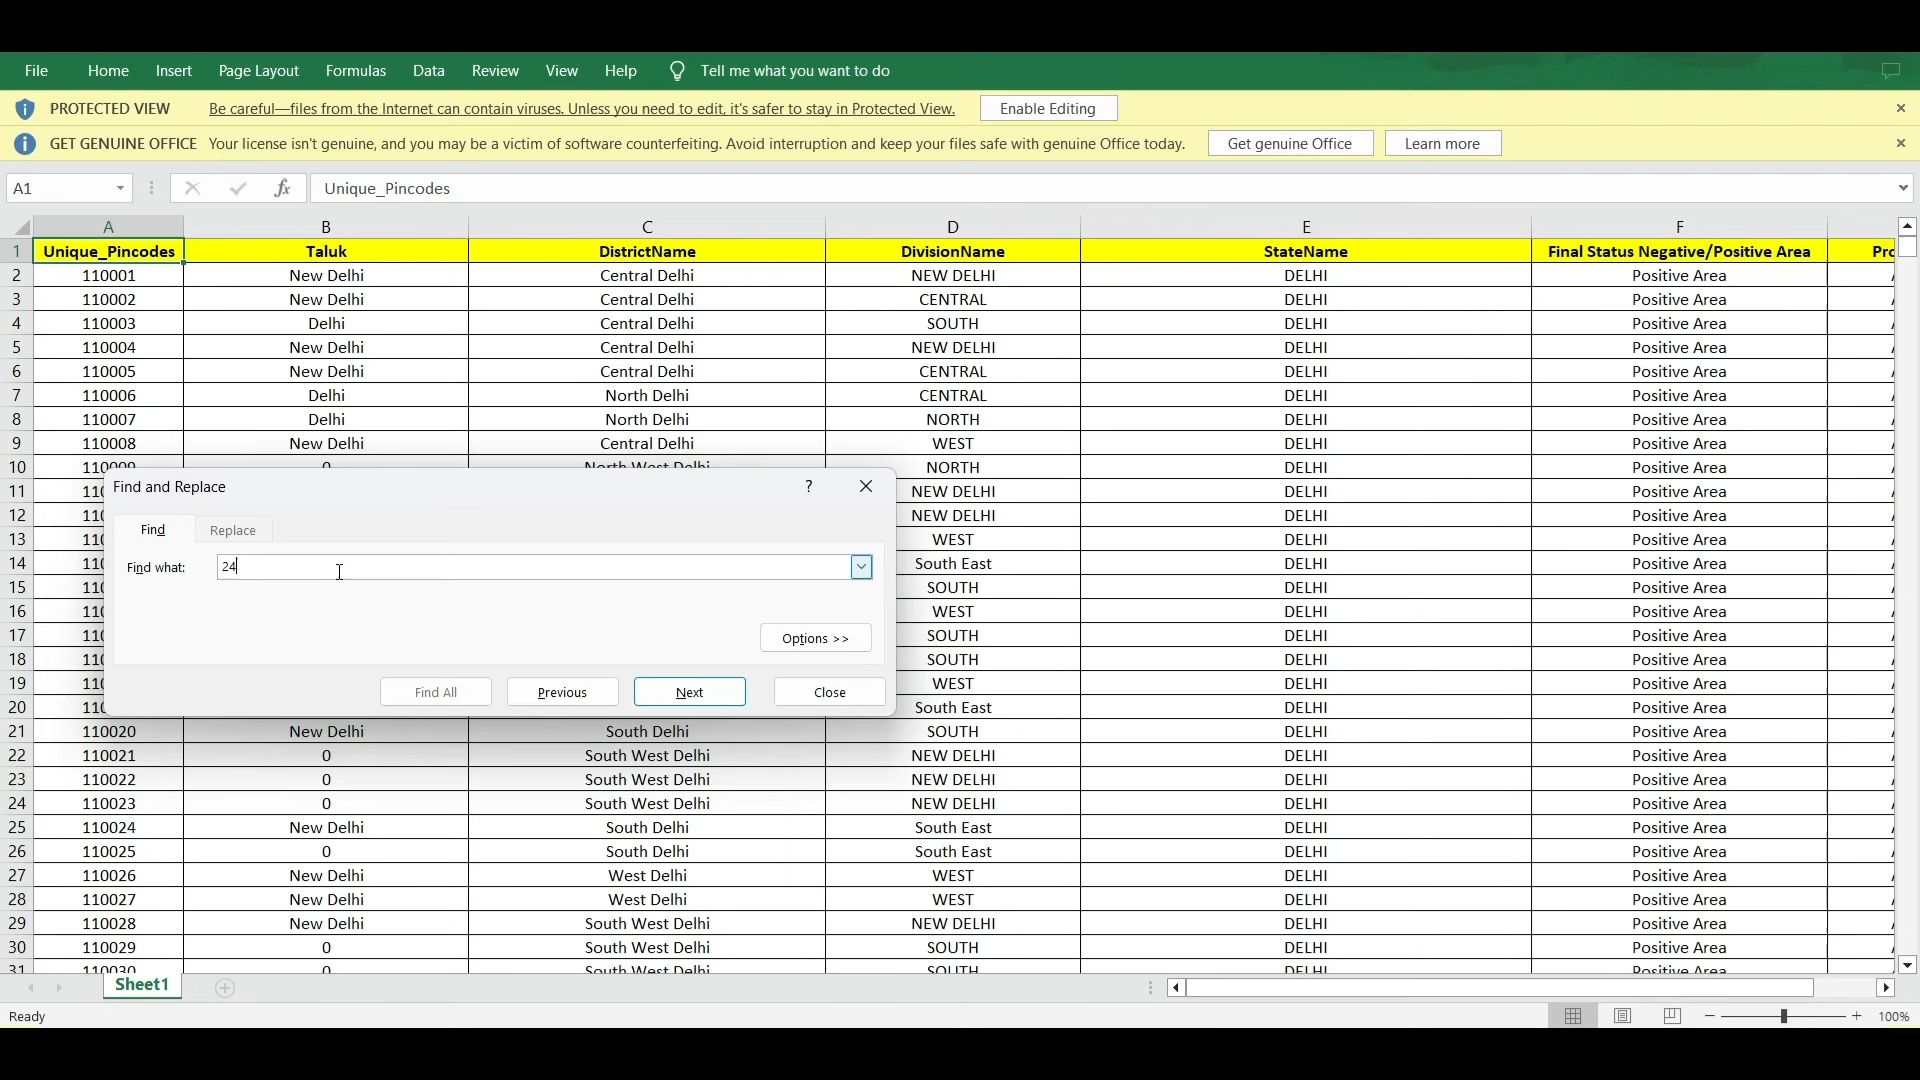 File Home Insert Page Layout Formulas Data Review View Help Tell me what you want to do
PROTECTED VIEW Be careful—files from the Internet can contain viruses. Unless you need to edit, it's safer to stay in Protected View. Enable Editing
GET GENUINE OFFICE Your license isn't genuine, and you may be a victim of software counterfeiting. Avoid interruption and keep your files safe with genuine Office today. Get genuine Office Learn more
A1 fx Unique_Pincodes
A B C D E F
1 Unique_Pincodes Taluk DistrictName DivisionName StateName Final Status Negative/Positive Area Prc
2 110001 New Delhi Central Delhi NEW DELHI DELHI Positive Area
3 110002 New Delhi Central Delhi CENTRAL DELHI Positive Area
4 110003 Delhi Central Delhi SOUTH DELHI Positive Area
5 110004 New Delhi Central Delhi NEW DELHI DELHI Positive Area
6 110005 New Delhi Central Delhi CENTRAL DELHI Positive Area
7 110006 Delhi North Delhi CENTRAL DELHI Positive Area
8 110007 Delhi North Delhi NORTH DELHI Positive Area
9 110008 New Delhi Central Delhi WEST DELHI Positive Area
10 110009 0 North West Delhi NORTH DELHI Positive Area
11 110 NEW DELHI DELHI Positive Area
12 110 NEW DELHI DELHI Positive Area
13 110 WEST DELHI Positive Area
14 110 South East DELHI Positive Area
15 110 SOUTH DELHI Positive Area
16 110 WEST DELHI Positive Area
17 110 SOUTH DELHI Positive Area
18 110 SOUTH DELHI Positive Area
19 110 WEST DELHI Positive Area
20 110 South East DELHI Positive Area
Find and Replace ?
Find Replace
Find what: 24
Options >>
Find All Previous Next Close
21 110020 New Delhi South Delhi SOUTH DELHI Positive Area
22 110021 0 South West Delhi NEW DELHI DELHI Positive Area
23 110022 0 South West Delhi NEW DELHI DELHI Positive Area
24 110023 0 South West Delhi NEW DELHI DELHI Positive Area
25 110024 New Delhi South Delhi South East DELHI Positive Area
26 110025 0 South Delhi South East DELHI Positive Area
27 110026 New Delhi West Delhi WEST DELHI Positive Area
28 110027 New Delhi West Delhi WEST DELHI Positive Area
29 110028 New Delhi South West Delhi NEW DELHI DELHI Positive Area
30 110029 0 South West Delhi SOUTH DELHI Positive Area
31 110030 0 South West Delhi SOUTH DELHI Positive Area
Sheet1
Ready 100%